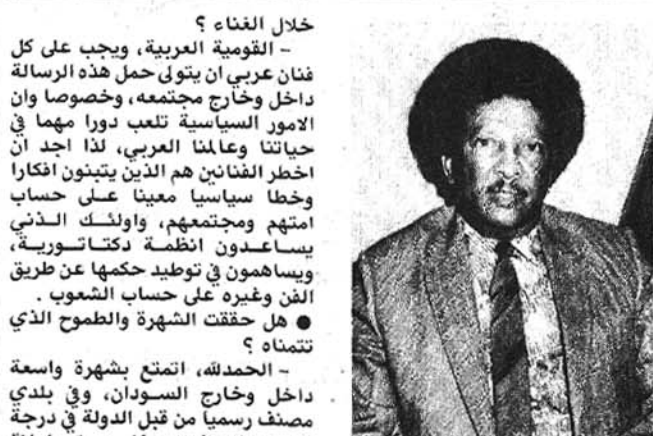 خلال الغناء ؟
– القومية العربية، ويجب على كل
فنان عربي ان يتولى حمل هذه الرسالة
داخل وخارج مجتمعه، وخصوصا وان
الامور السياسية تلعب دورا مهما في
حياتنا وعالمنا العربي، لذا اجد ان
اخطر الفنانين هم الذين يتبنون افكارا
وخطا سياسيا معينا على حساب
امتهم ومجتمعهم، واولئك الذني
يساعدون انظمة دكتاتورية،
ويساهمون في توطيد حكمها عن طريق
الفن وغيره على حساب الشعوب .
● هل حققت الشهرة والطموح الذي
تتمناه ؟
– الحمدلله، اتمتع بشهرة واسعة
داخل وخارج السودان، وفي بلدي
مصنف رسميا من قبل الدولة في درجة